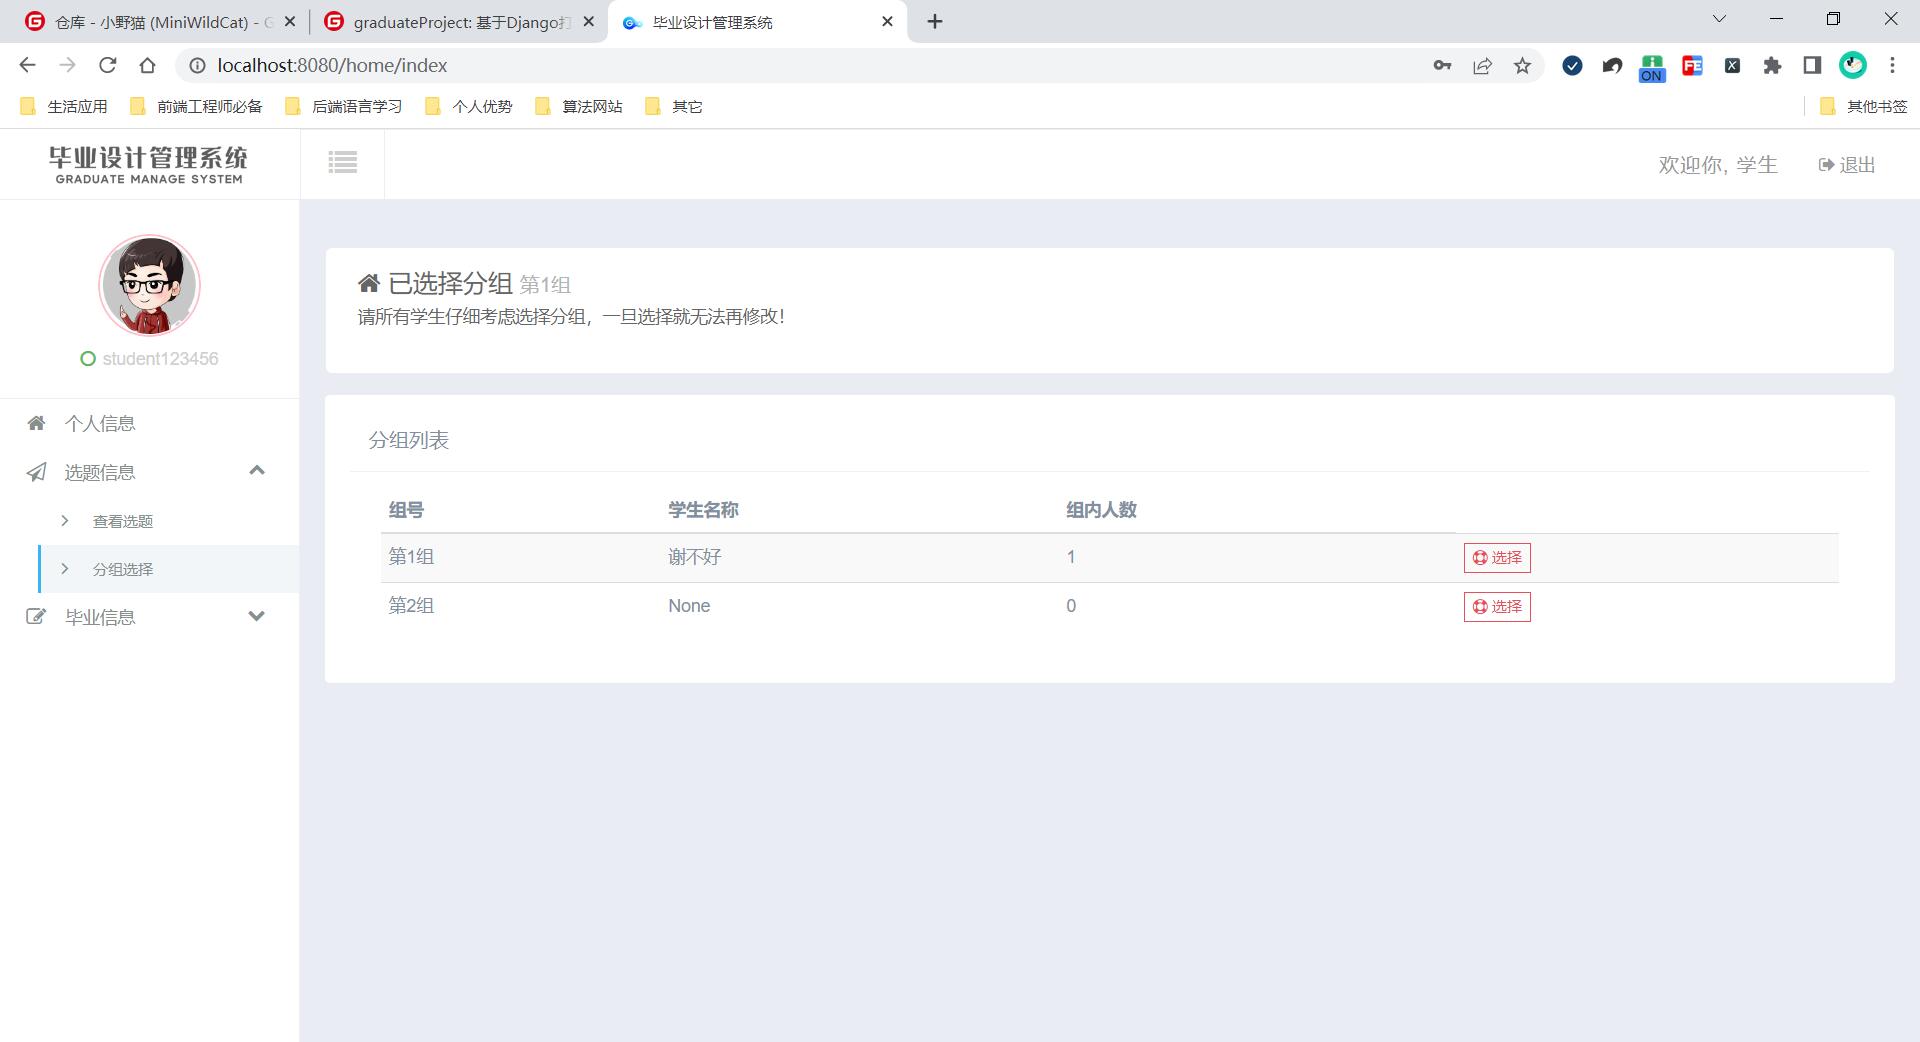 仓库 - 小野猫 (MiniWildCat) - G
graduateProject: 基于Django打
毕业设计管理系统
localhost:8080/home/index
ON
FE
X
生活应用
前端工程师必备
后端语言学习
个人优势
算法网站
其它
其他书签
毕业设计管理系统
GRADUATE MANAGE SYSTEM
欢迎你, 学生
退出
student123456
个人信息
选题信息
查看选题
分组选择
毕业信息
已选择分组 第1组
请所有学生仔细考虑选择分组，一旦选择就无法再修改！
分组列表
组号 学生名称 组内人数
第1组 谢不好 1 选择
第2组 None 0 选择